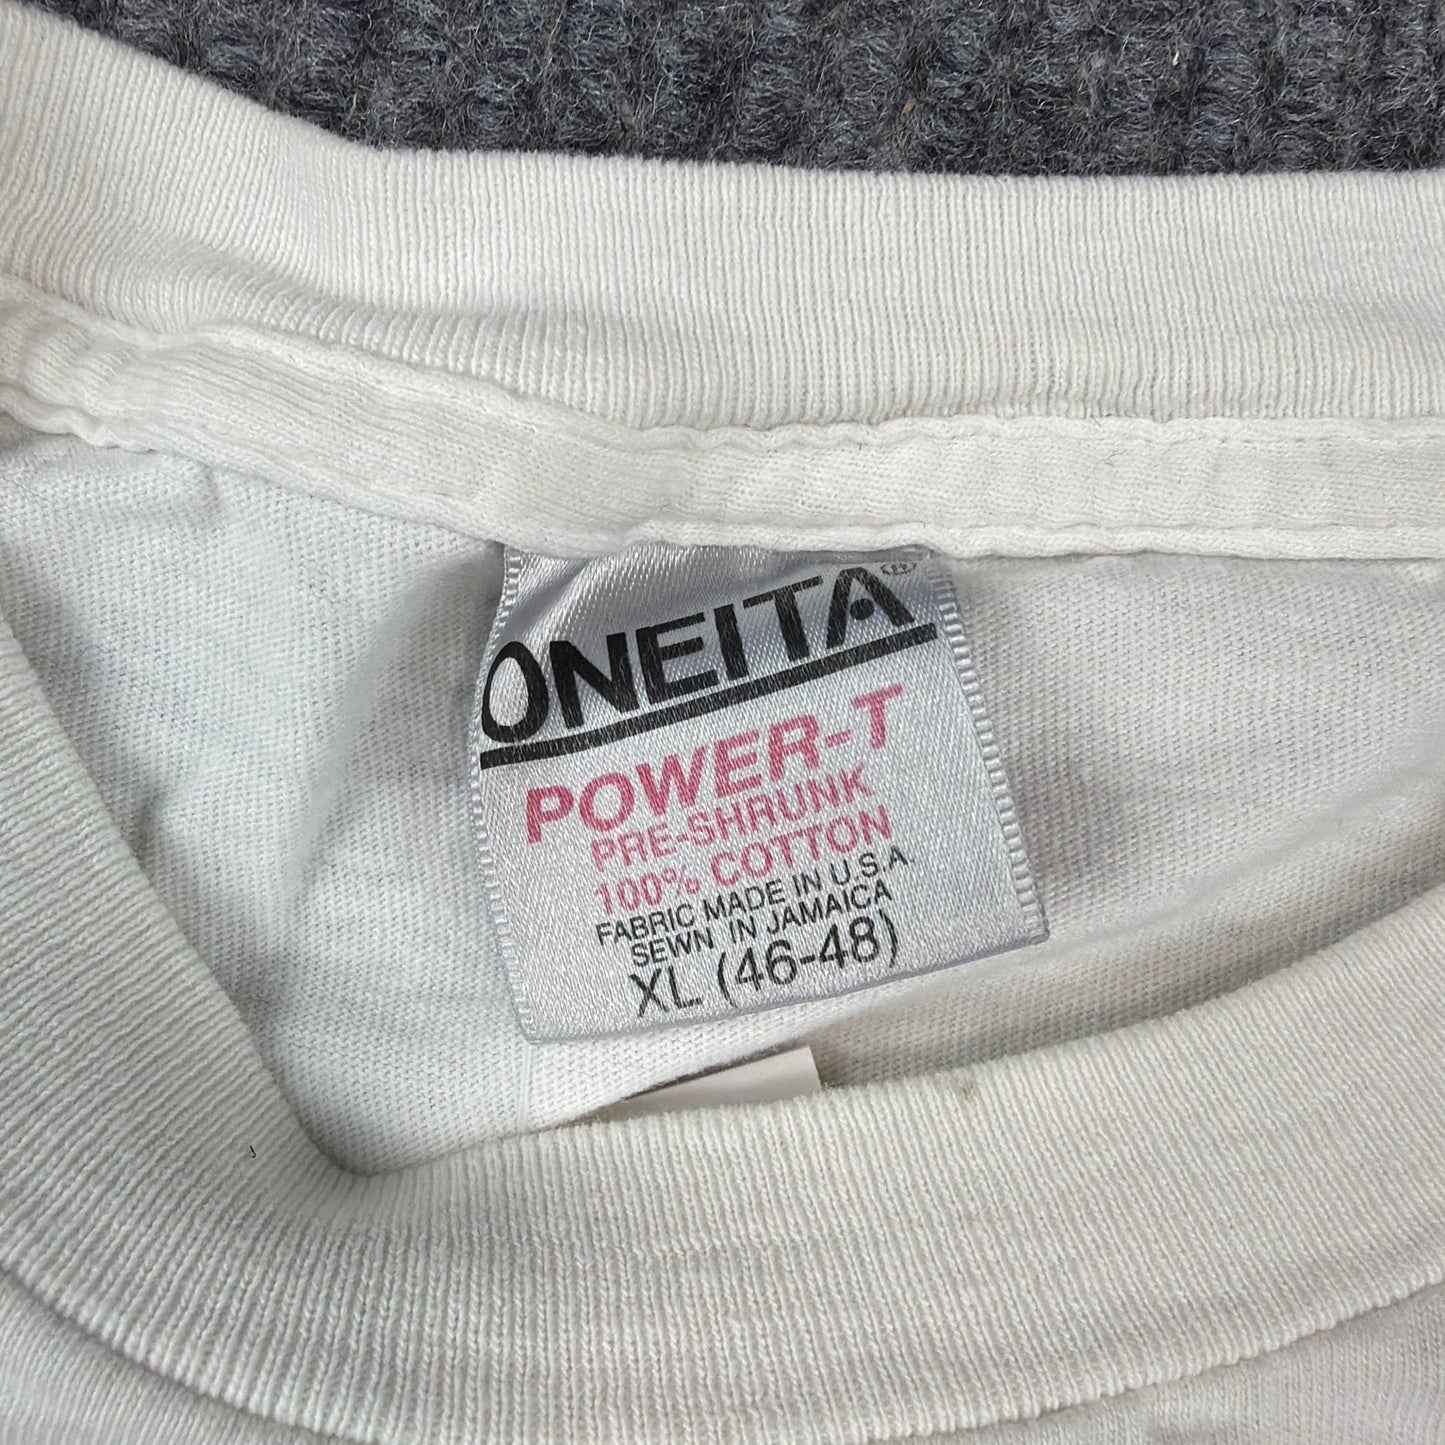 ONEITA®
POWER-T
PRE-SHRUNK
100% COTTON
FABRIC MADE IN U.S.A.
SEWN IN JAMAICA
XL (46-48)